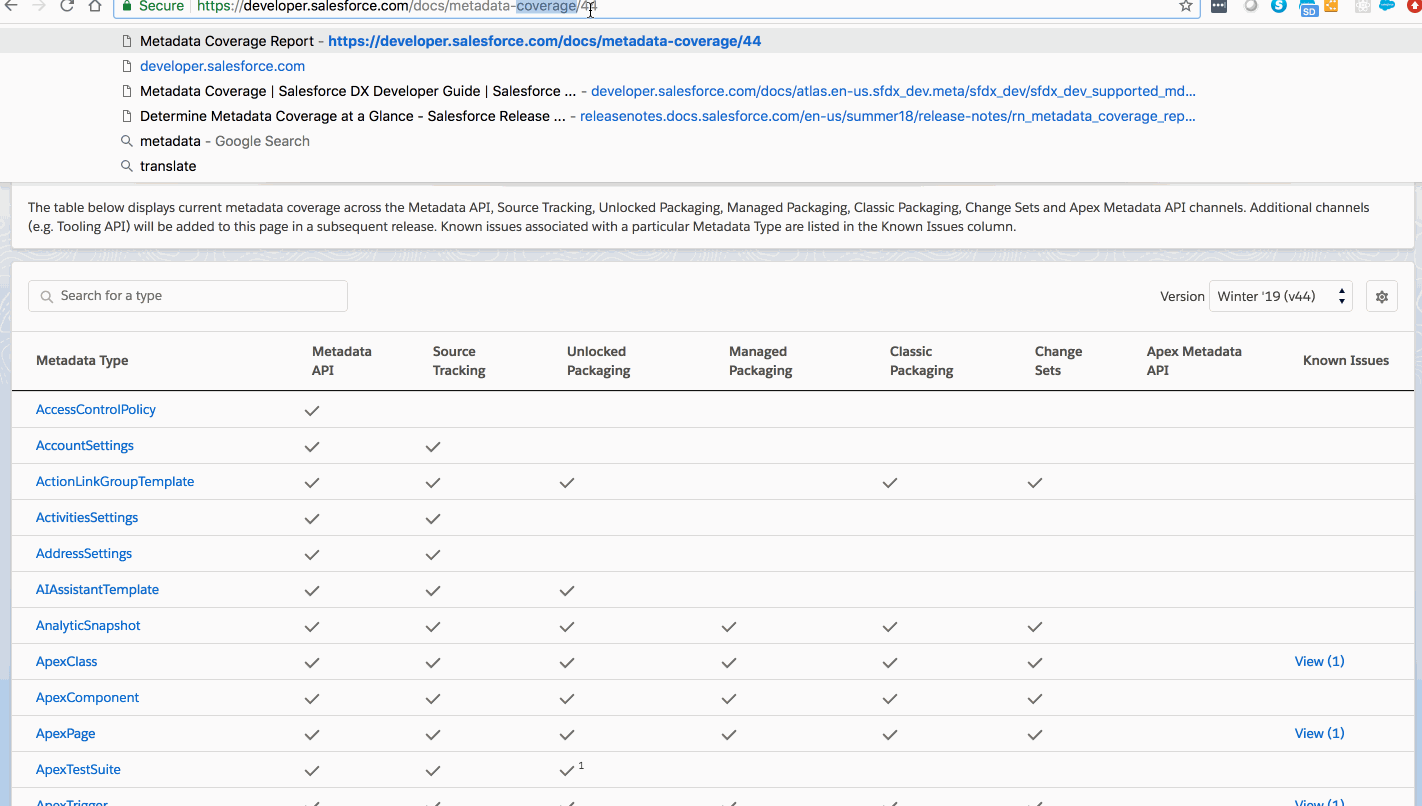 Secure https://developer.salesforce.com/docs/metadata-coverage/44
SD
Metadata Coverage Report - https://developer.salesforce.com/docs/metadata-coverage/44
developer.salesforce.com
Metadata Coverage | Salesforce DX Developer Guide | Salesforce ... - developer.salesforce.com/docs/atlas.en-us.sfdx_dev.meta/sfdx_dev/sfdx_dev_supported_md...
Determine Metadata Coverage at a Glance - Salesforce Release ... - releasenotes.docs.salesforce.com/en-us/summer18/release-notes/rn_metadata_coverage_rep...
metadata - Google Search
translate
The table below displays current metadata coverage across the Metadata API, Source Tracking, Unlocked Packaging, Managed Packaging, Classic Packaging, Change Sets and Apex Metadata API channels. Additional channels
(e.g. Tooling API) will be added to this page in a subsequent release. Known issues associated with a particular Metadata Type are listed in the Known Issues column.
Search for a type
Version Winter '19 (v44)
Metadata Type
Metadata
API
Source
Tracking
Unlocked
Packaging
Managed
Packaging
Classic
Packaging
Change
Sets
Apex Metadata
API
Known Issues
AccessControlPolicy
AccountSettings
ActionLinkGroupTemplate
ActivitiesSettings
AddressSettings
AIAssistantTemplate
AnalyticSnapshot
ApexClass View (1)
ApexComponent
ApexPage View (1)
ApexTestSuite 1
ApexTrigger View (1)